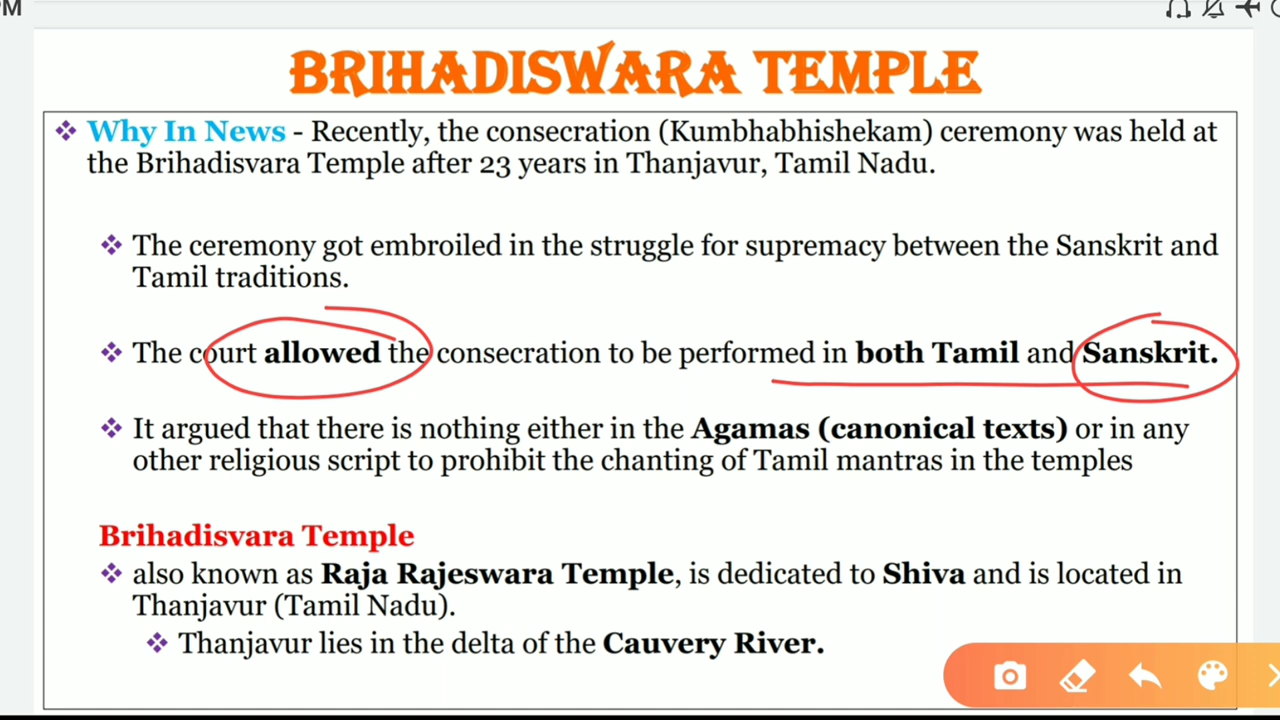 PM
BRIHADISWARA TEMPLE
❖ Why In News - Recently, the consecration (Kumbhabhishekam) ceremony was held at
the Brihadisvara Temple after 23 years in Thanjavur, Tamil Nadu.
❖ The ceremony got embroiled in the struggle for supremacy between the Sanskrit and
Tamil traditions.
❖ The court allowed the consecration to be performed in both Tamil and Sanskrit.
❖ It argued that there is nothing either in the Agamas (canonical texts) or in any
other religious script to prohibit the chanting of Tamil mantras in the temples
Brihadisvara Temple
❖ also known as Raja Rajeswara Temple, is dedicated to Shiva and is located in
Thanjavur (Tamil Nadu).
❖ Thanjavur lies in the delta of the Cauvery River.